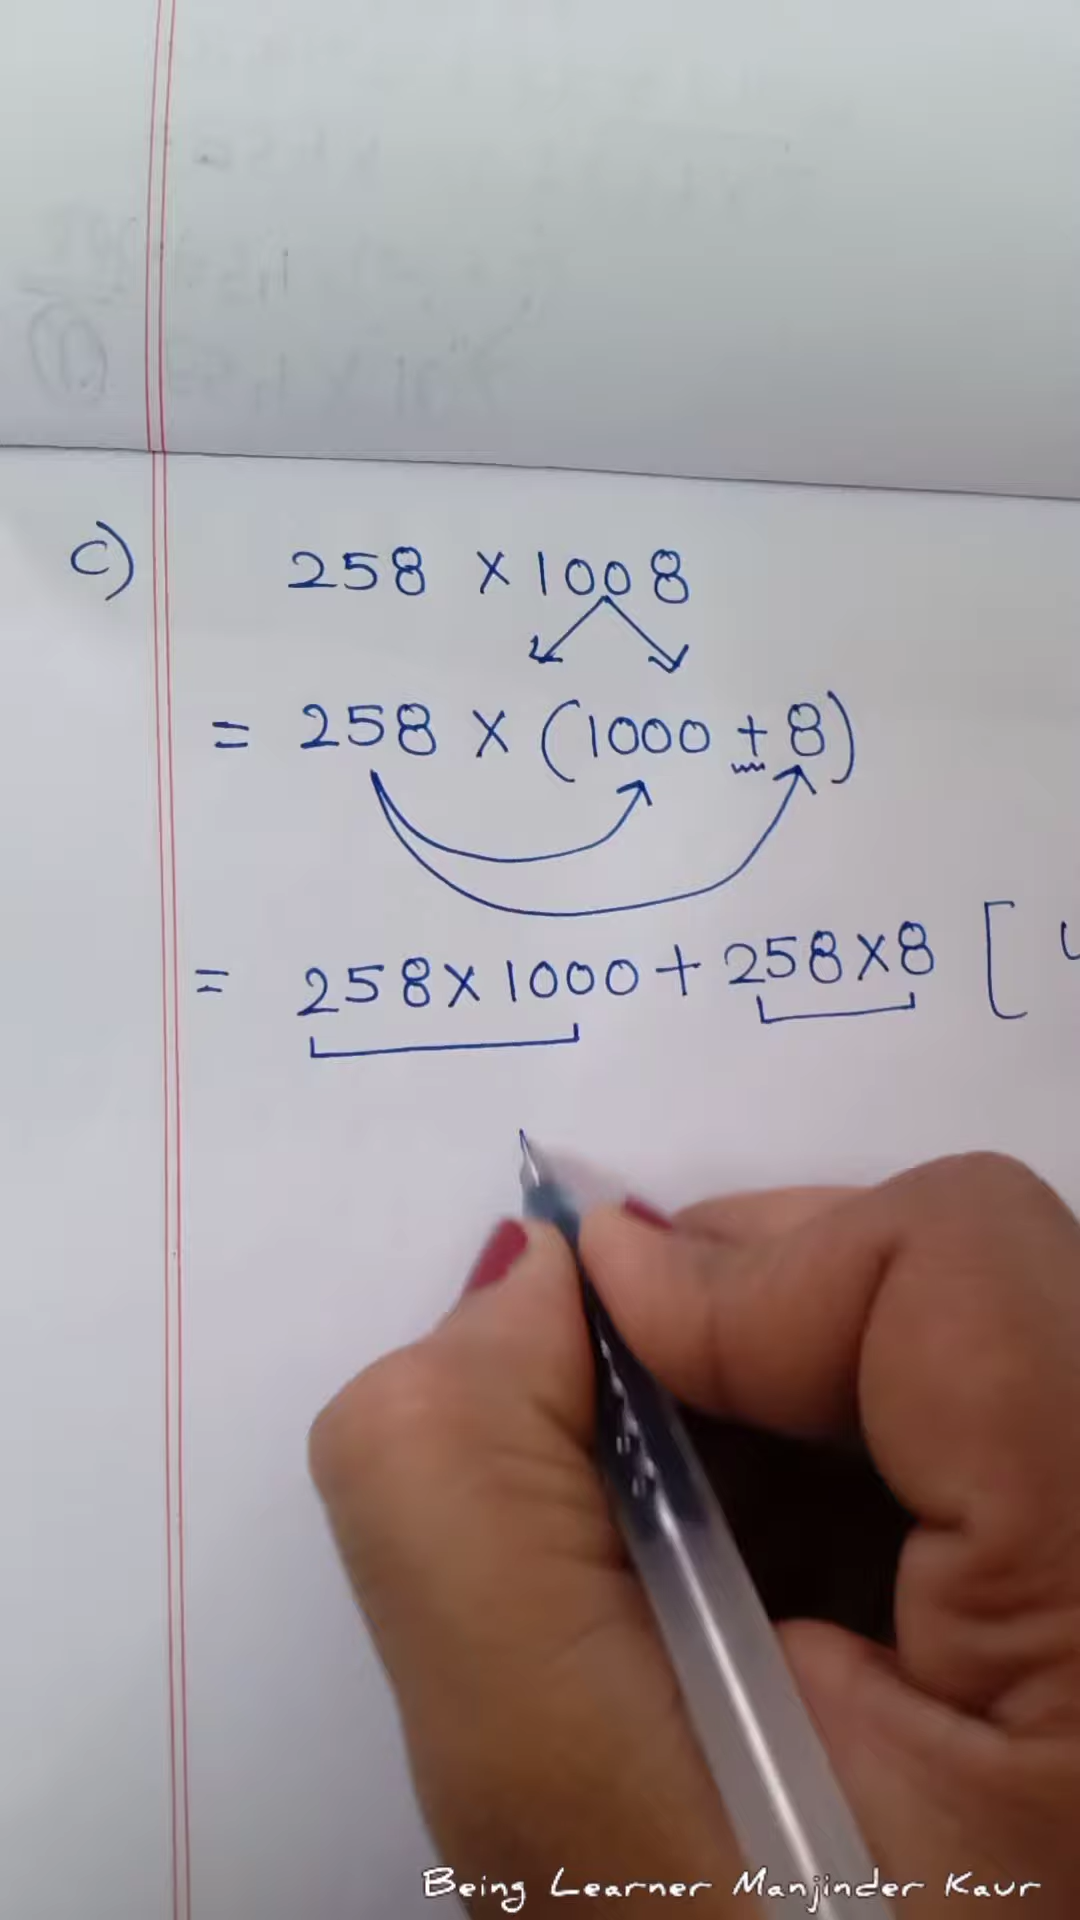 c) 258 × 1008
= 258 × (1000 + 8)
= 258 × 1000 + 258 × 8 [
Being Learner Manjinder Kaur